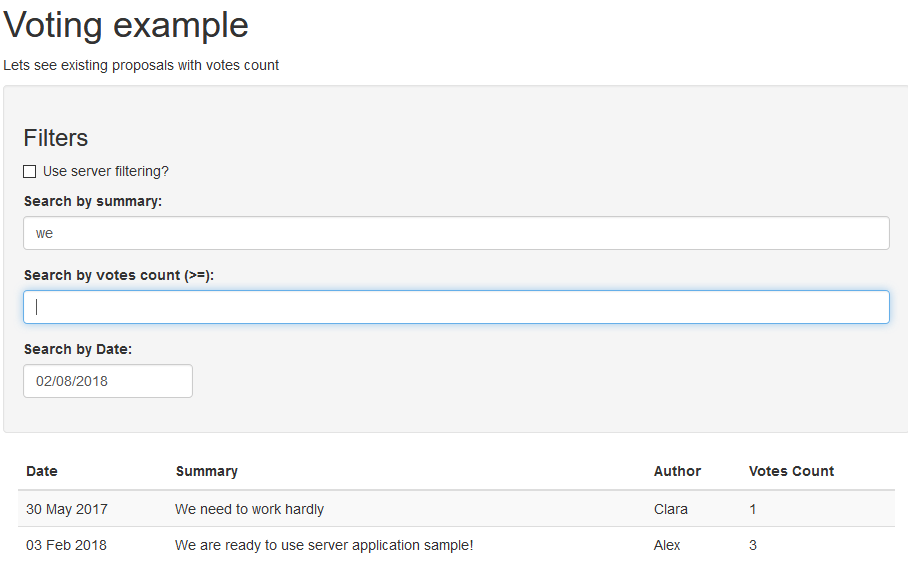 Voting example
Lets see existing proposals with votes count
Filters
Use server filtering?
Search by summary:
we
Search by votes count (>=):
Search by Date:
02/08/2018
Date Summary Author Votes Count
30 May 2017 We need to work hardly Clara 1
03 Feb 2018 We are ready to use server application sample! Alex 3